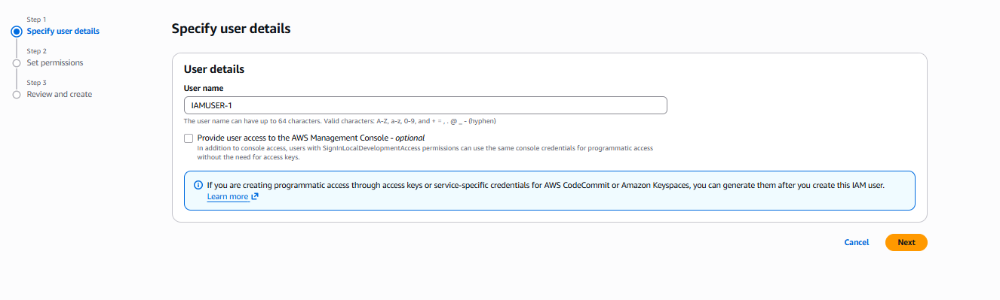 Step 1
Specify user details
Step 2
Set permissions
Step 3
Review and create
Specify user details
User details
User name
IAMUSER-1
The user name can have up to 64 characters. Valid characters: A-Z, a-z, 0-9, and + = , . @ _ - (hyphen)
Provide user access to the AWS Management Console - optional
In addition to console access, users with SignInLocalDevelopmentAccess permissions can use the same console credentials for programmatic access
without the need for access keys.
If you are creating programmatic access through access keys or service-specific credentials for AWS CodeCommit or Amazon Keyspaces, you can generate them after you create this IAM user.
Learn more
Cancel
Next